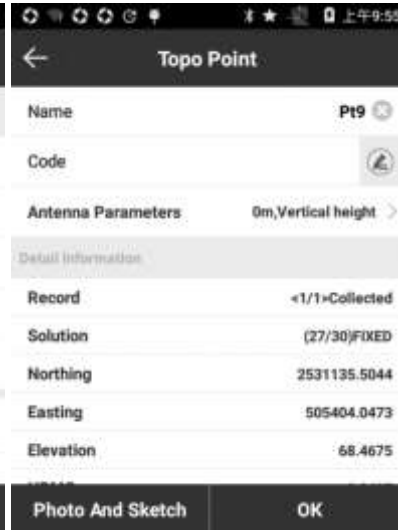 上午9:55
Topo Point
Name Pt9
Code
Antenna Parameters 0m,Vertical height
Detail Information
Record <1/1>Collected
Solution (27/30)FIXED
Northing 2531135.5044
Easting 505404.0473
Elevation 68.4675
Photo And Sketch OK